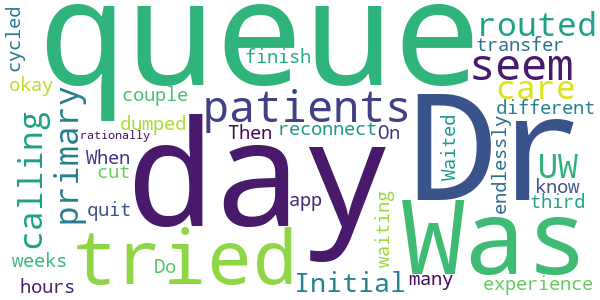 queue
day
Dr
Was
tried
patients
seem
routed
primary
calling
care
UW
Initial
cycled
finish
transfer
okay
couple
different
dumped
Then
reconnect
On
Waited
endlessly
rationally
When
cut
know
third
quit
app
waiting
weeks
Do
many
experience
hours